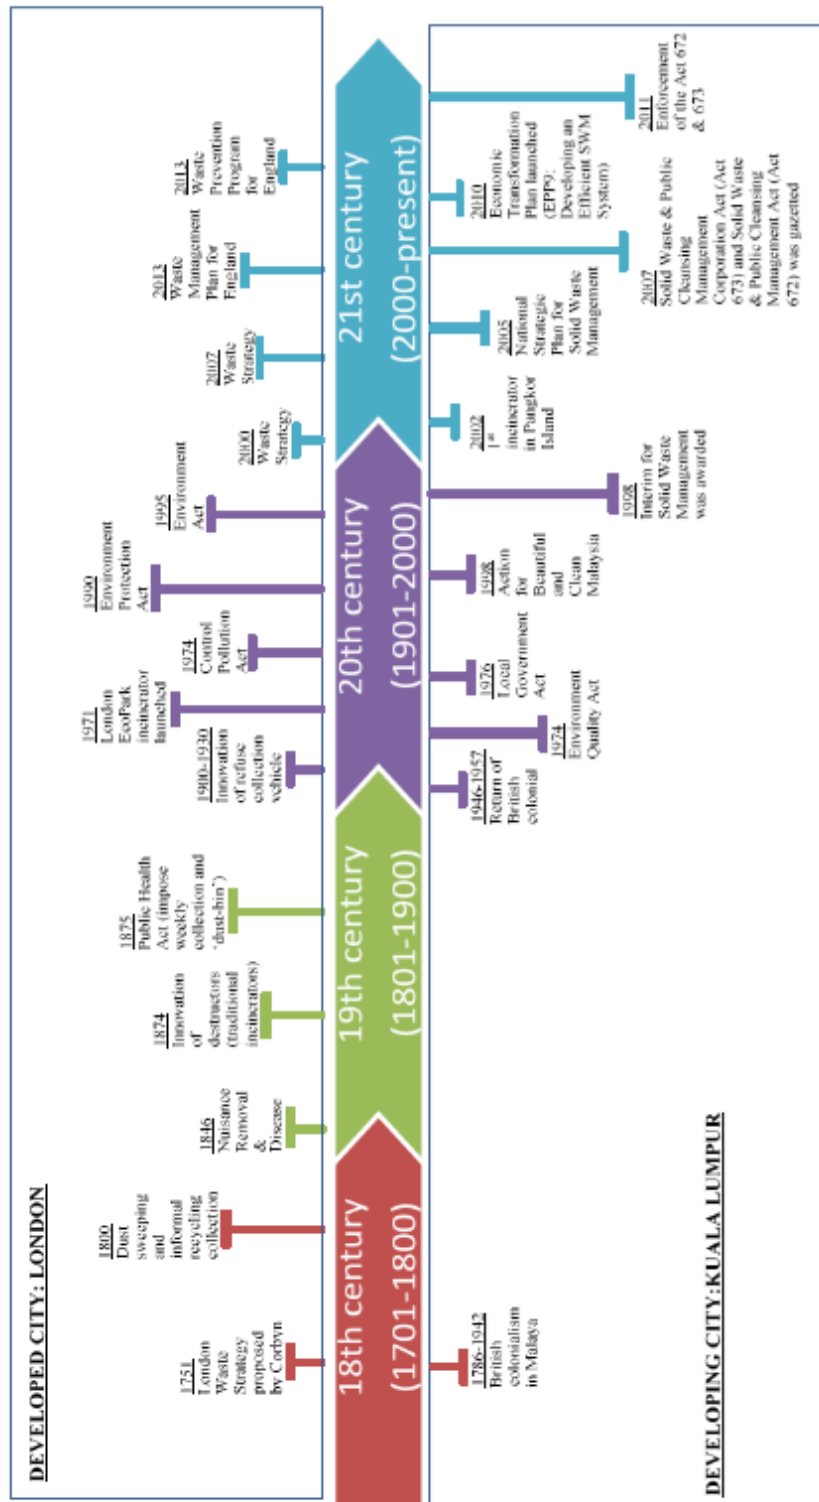 DEVELOPED CITY: LONDON
1751
London
Waste
Strategy
proposed
by Corbyn
1800
Dust
sweeping
and
informal
recycling
collection
1846
Nuisance
Removal
&
Disease
1874
Innovation
of
destructors
(traditional
incinerators)
1875
Public Health
Act (impose
weekly
collection and
'dust-bin')
1900-1930
Innovation
of refuse
collection
vehicle
1971
London
EcoPark
incinerator
launched
1974
Control
Pollution
Act
1990
Environment
Protection
Act
1995
Environment
Act
2000
Waste
Strategy
2007
Waste
Strategy
2013
Waste
Management
Plan for
England
2013
Waste
Prevention
Program
for
England
18th century
(1701-1800)
19th century
(1801-1900)
20th century
(1901-2000)
21st century
(2000-present)
1786-1942
British
colonialism
in Malaya
1946-1957
Return of
British
colonial
1974
Environment
Quality Act
1976
Local
Government
Act
1998
Action
for
Beautiful
and
Clean
Malaysia
1998
Interim for
Solid Waste
Management
was awarded
2002
1st
incinerator
in Pangkor
Island
2005
National
Strategic
Plan for
Solid Waste
Management
2007
Solid Waste & Public
Cleansing
Management
Corporation Act (Act
673) and Solid Waste
& Public Cleansing
Management Act (Act
672) was gazetted
2010
Economic
Transformation
Plan launched
(EPP9:
Developing an
Efficient SWM
System)
2011
Enforcement
of the Act 672
& 673
DEVELOPING CITY:KUALA LUMPUR